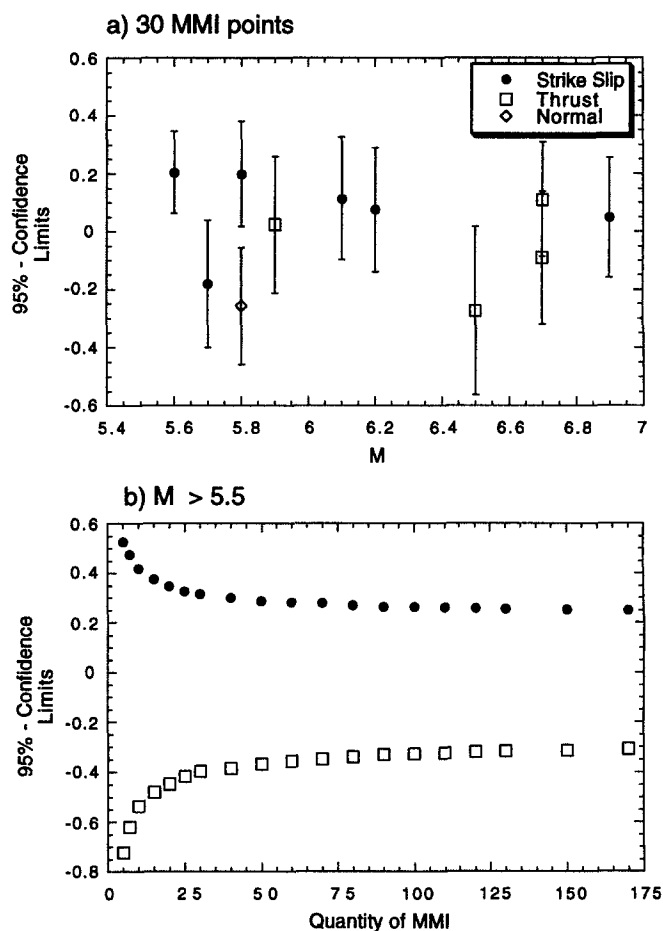 a) 30 MMI points
0.6
0.4
0.2
0
-0.2
-0.4
-0.6
95% - Confidence
Limits
Strike Slip
Thrust
Normal
5.4 5.6 5.8 6 6.2 6.4 6.6 6.8 7
M
b) M > 5.5
0.6
0.4
0.2
0
-0.2
-0.4
-0.6
-0.8
95% - Confidence
Limits
0 25 50 75 100 125 150 175
Quantity of MMI